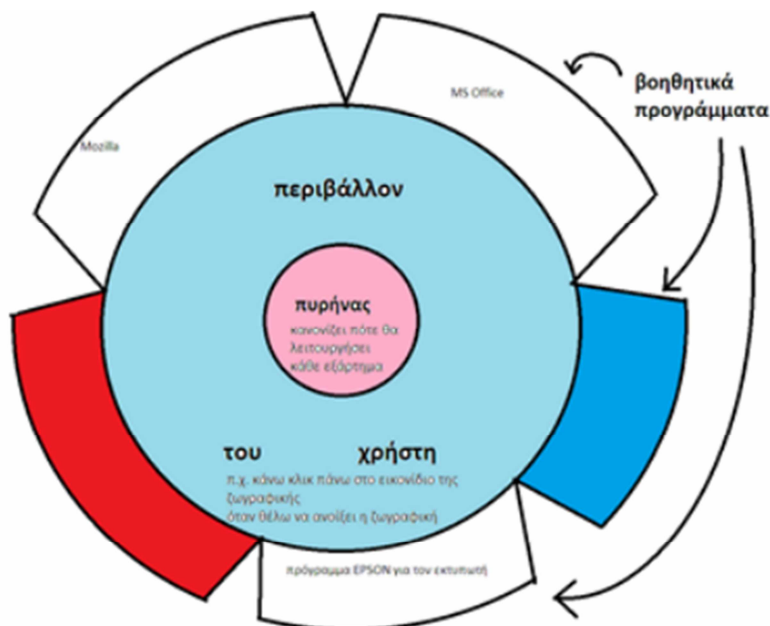 MS Office
βοηθητικά
προγράμματα
Mozilla
περιβάλλον
πυρήνας
κανονίζει πότε θα
λειτουργήσει
κάθε εξάρτημα
του χρήστη
π.χ. κάνω κλικ πάνω στο εικονίδιο της
ζωγραφικής
όταν θέλω να ανοίξει η ζωγραφική
πρόγραμμα EPSON για τον εκτυπωτή